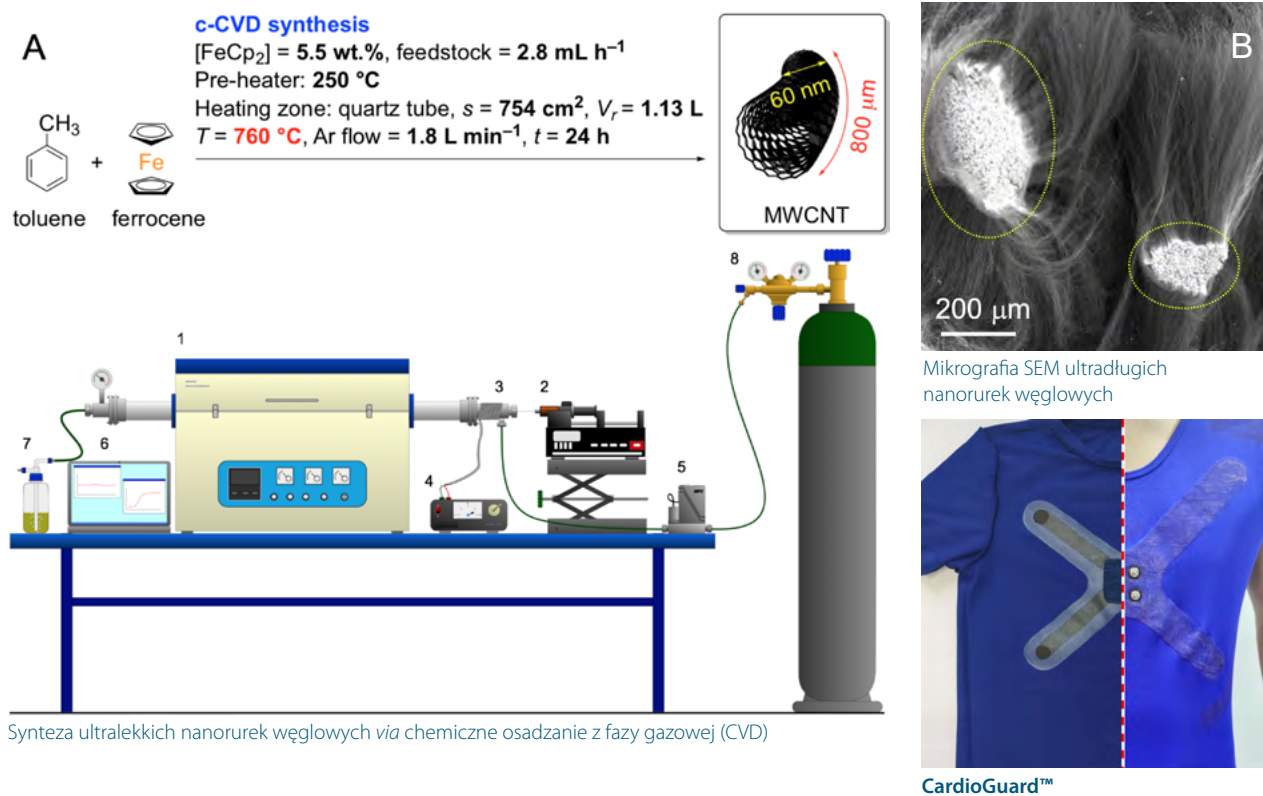 A
c-CVD synthesis
[FeCp₂] = 5.5 wt.%, feedstock = 2.8 mL h⁻¹
Pre-heater: 250 °C
Heating zone: quartz tube, s = 754 cm², Vᵣ = 1.13 L
T = 760 °C, Ar flow = 1.8 L min⁻¹, t = 24 h
CH₃
+
Fe
toluene
ferrocene
60 nm
800 µm
MWCNT
1
2
3
4
5
6
7
8
Synteza ultralekkich nanorurek węglowych via chemiczne osadzanie z fazy gazowej (CVD)
B
200 µm
Mikrografia SEM ultradługich
nanorurek węglowych
CardioGuard™